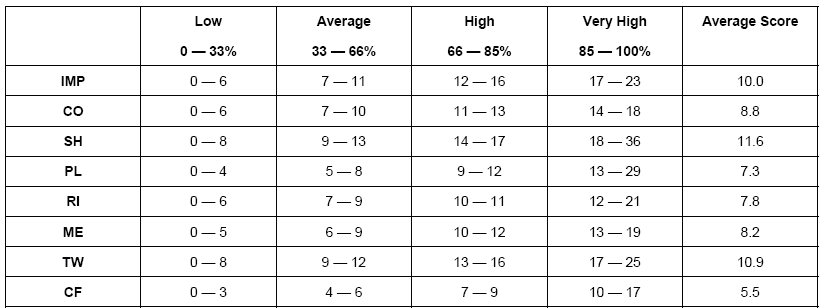 Low Average High Very High Average Score
0 — 33% 33 — 66% 66 — 85% 85 — 100%
IMP 0 — 6 7 — 11 12 — 16 17 — 23 10.0
CO 0 — 6 7 — 10 11 — 13 14 — 18 8.8
SH 0 — 8 9 — 13 14 — 17 18 — 36 11.6
PL 0 — 4 5 — 8 9 — 12 13 — 29 7.3
RI 0 — 6 7 — 9 10 — 11 12 — 21 7.8
ME 0 — 5 6 — 9 10 — 12 13 — 19 8.2
TW 0 — 8 9 — 12 13 — 16 17 — 25 10.9
CF 0 — 3 4 — 6 7 — 9 10 — 17 5.5